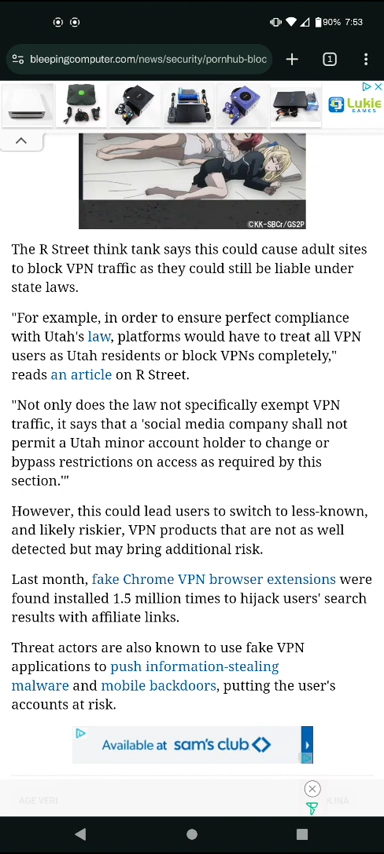 90% 7:53
bleepingcomputer.com/news/security/pornhub-bloc
1
Lukie
GAMES
©KK-SBCr/GS2P
The R Street think tank says this could cause adult sites
to block VPN traffic as they could still be liable under
state laws.
"For example, in order to ensure perfect compliance
with Utah's law, platforms would have to treat all VPN
users as Utah residents or block VPNs completely,"
reads an article on R Street.
"Not only does the law not specifically exempt VPN
traffic, it says that a 'social media company shall not
permit a Utah minor account holder to change or
bypass restrictions on access as required by this
section.'"
However, this could lead users to switch to less-known,
and likely riskier, VPN products that are not as well
detected but may bring additional risk.
Last month, fake Chrome VPN browser extensions were
found installed 1.5 million times to hijack users' search
results with affiliate links.
Threat actors are also known to use fake VPN
applications to push information-stealing
malware and mobile backdoors, putting the user's
accounts at risk.
Available at sam's club
AGE VERI